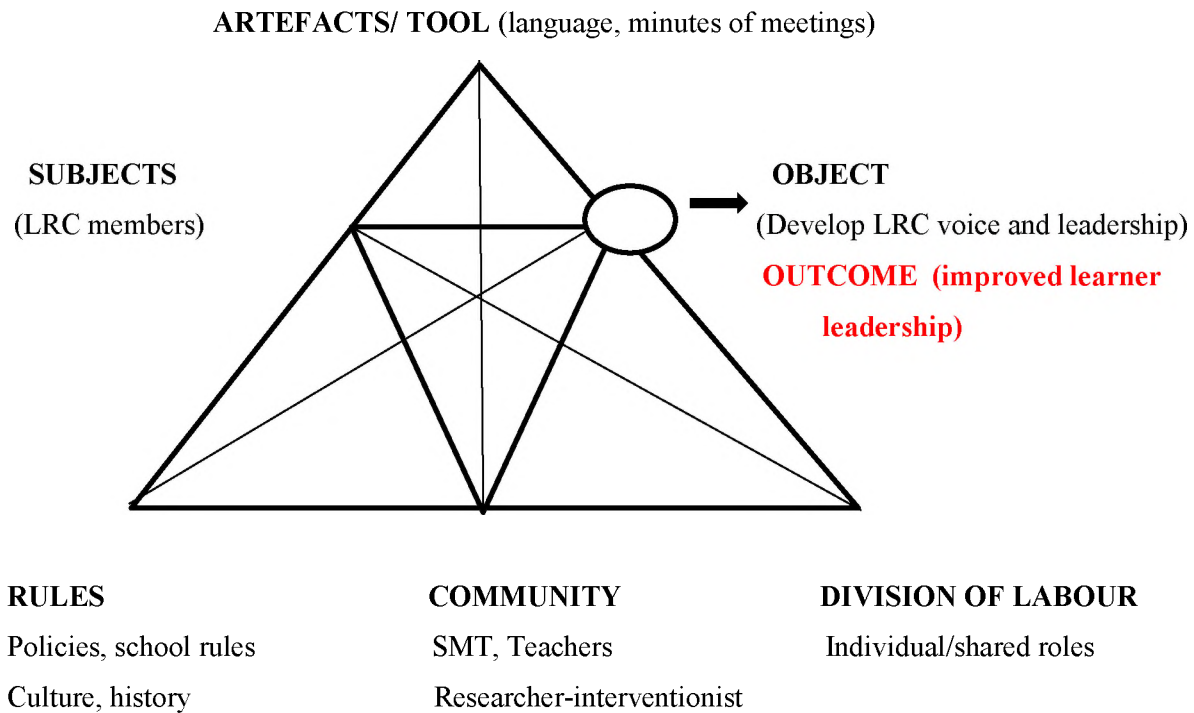 ARTEFACTS/ TOOL (language, minutes of meetings)
SUBJECTS
(LRC members)
OBJECT
(Develop LRC voice and leadership)
OUTCOME (improved learner
leadership)
RULES
Policies, school rules
Culture, history
COMMUNITY
SMT, Teachers
Researcher-interventionist
DIVISION OF LABOUR
Individual/shared roles